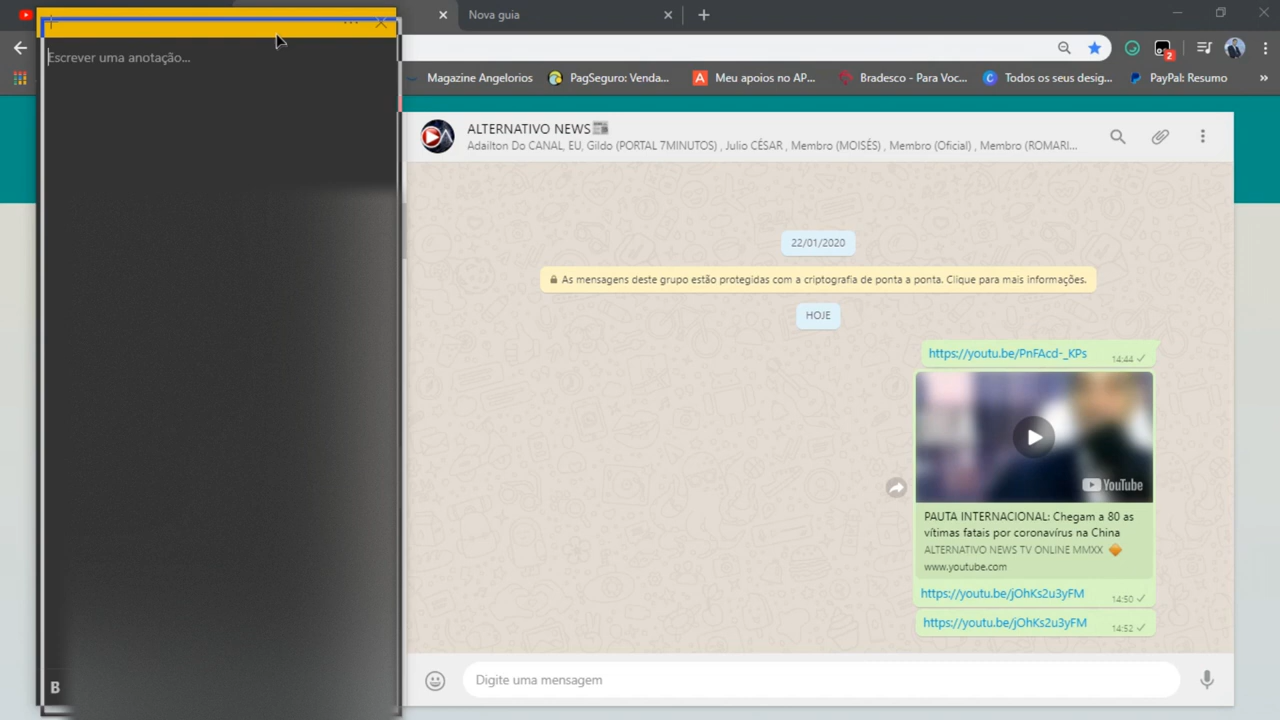 Nova guia
Escrever uma anotação...
2
Magazine Angelorios
PagSeguro: Venda...
A
Meu apoios no AP...
Bradesco - Para Voc...
C
Todos os seus desig...
PayPal: Resumo
ALTERNATIVO NEWS
Adailton Do CANAL, EU, Gildo (PORTAL 7MINUTOS) , Julio CÉSAR , Membro (MOISÉS) , Membro (Oficial) , Membro (ROMARI...
22/01/2020
As mensagens deste grupo estão protegidas com a criptografia de ponta a ponta. Clique para mais informações.
HOJE
https://youtu.be/PnFAcd-_KPs
14:44
YouTube
PAUTA INTERNACIONAL: Chegam a 80 as
vítimas fatais por coronavírus na China
ALTERNATIVO NEWS TV ONLINE MMXX
www.youtube.com
https://youtu.be/jOhKs2u3yFM
14:50
https://youtu.be/jOhKs2u3yFM
14:52
B
Digite uma mensagem